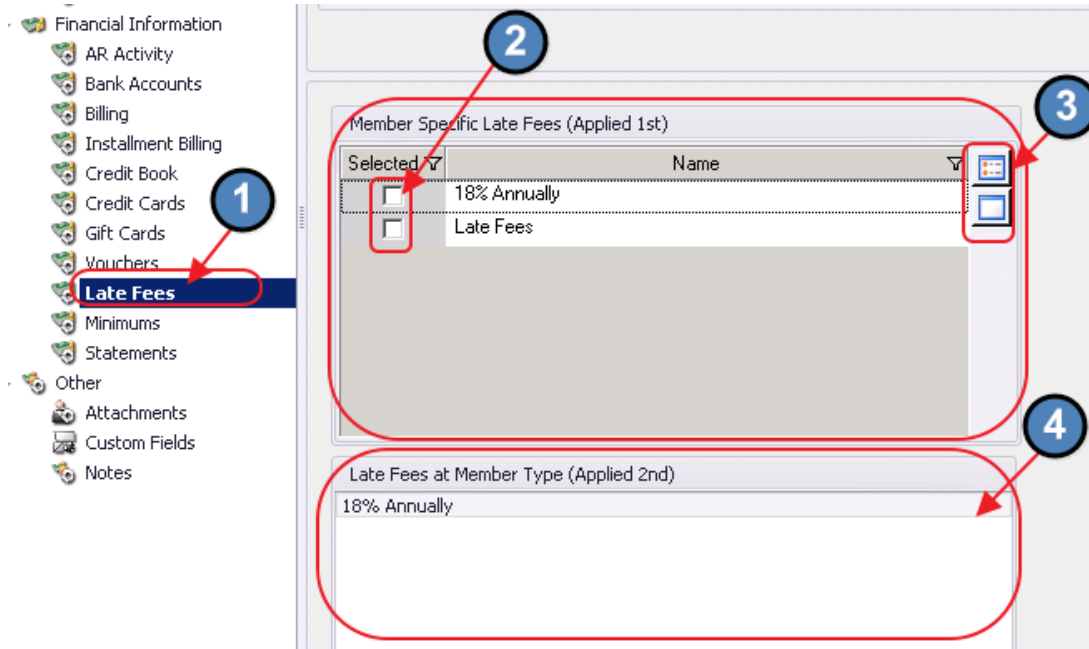 Financial Information
AR Activity
Bank Accounts
Billing
Installment Billing
Credit Book
Credit Cards
Gift Cards
Vouchers
Late Fees
Minimums
Statements
Other
Attachments
Custom Fields
Notes
1
2
3
Member Specific Late Fees (Applied 1st)
Selected Name
18% Annually
Late Fees
4
Late Fees at Member Type (Applied 2nd)
18% Annually